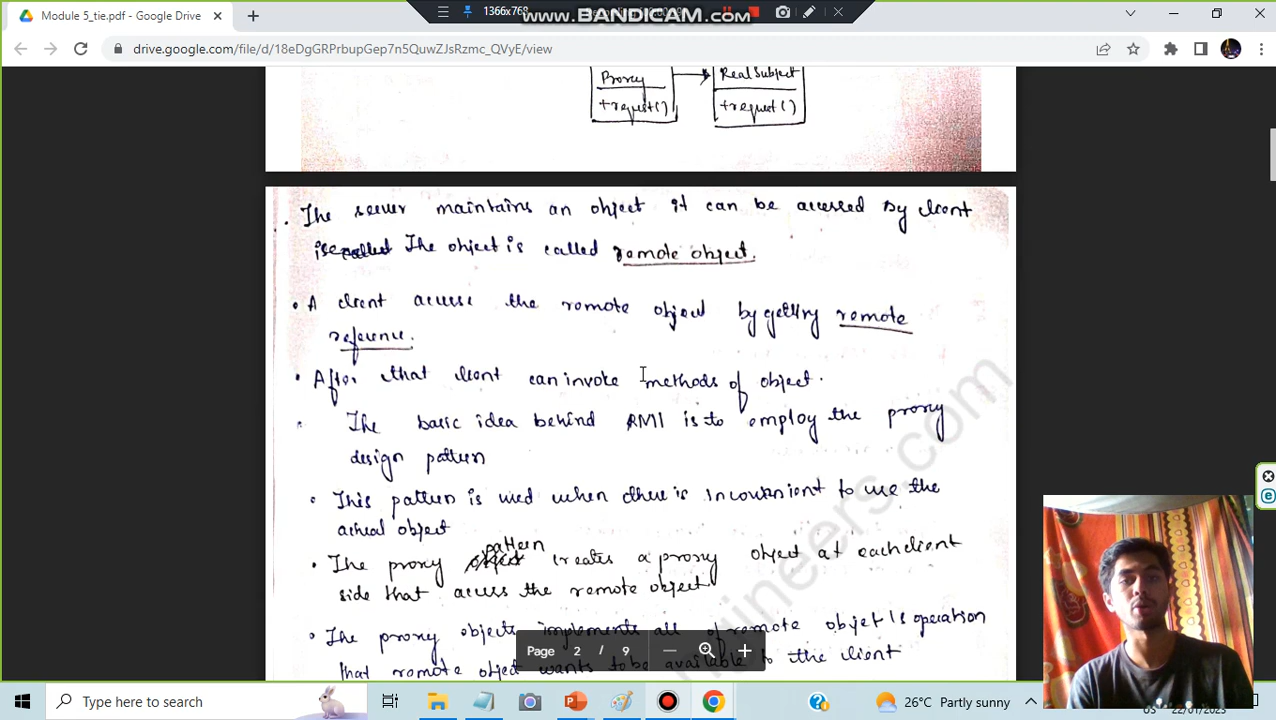 Module 5_tie.pdf - Google Drive
1366x768
www.BANDICAM.com
drive.google.com/file/d/18eDgGRPrbupGep7n5QuwZJsRzmc_QVyE/view
Proxy
RealSubject
+request()
+request()
The server maintains an object it can be accessed by client
The object is called remote object.
A client access the remote object by getting remote
reference.
After that client can invoke methods of object.
The basic idea behind RMI is to employ the proxy
design pattern
This pattern is used when there is inconvenient to use the
actual object
pattern
The proxy object creates a proxy object at each client
side that access the remote object
The proxy objects implements all of remote object's operation
that remote object wants to be available to the client
Page 2 / 9
Type here to search
26°C Partly sunny
22/01/2023